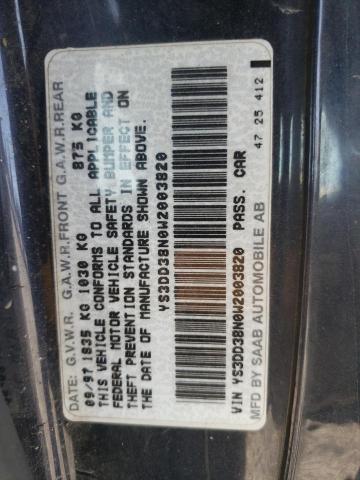 DATE: G.V.W.R. G.A.W.R.FRONT G.A.W.R.REAR
09/97 1835 KG 1030 KG 875 KG
THIS VEHICLE CONFORMS TO ALL APPLICABLE
FEDERAL MOTOR VEHICLE SAFETY BUMPER AND
THEFT PREVENTION STANDARDS IN EFFECT ON
THE DATE OF MANUFACTURE SHOWN ABOVE.
YS3DD38N0W2003820
VIN YS3DD38N0W2003820 PASS. CAR
MFD BY SAAB AUTOMOBILE AB
47 25 412